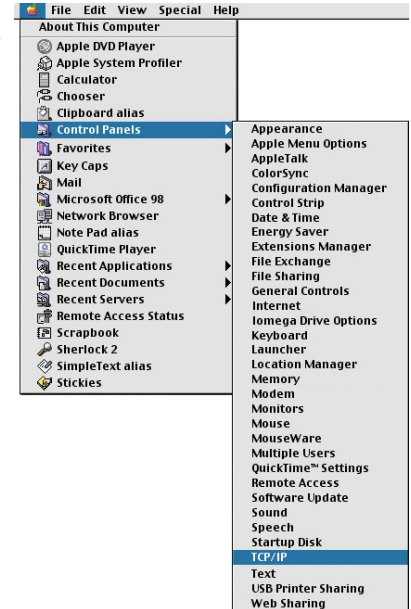 File Edit View Special Help
About This Computer
Apple DVD Player
Apple System Profiler
Calculator
Chooser
Clipboard alias
Control Panels
Favorites
Key Caps
Mail
Microsoft Office 98
Network Browser
Note Pad alias
QuickTime Player
Recent Applications
Recent Documents
Recent Servers
Remote Access Status
Scrapbook
Sherlock 2
SimpleText alias
Stickies
Appearance
Apple Menu Options
AppleTalk
ColorSync
Configuration Manager
Control Strip
Date & Time
Energy Saver
Extensions Manager
File Exchange
File Sharing
General Controls
Internet
Iomega Drive Options
Keyboard
Launcher
Location Manager
Memory
Modem
Monitors
Mouse
MouseWare
Multiple Users
QuickTime™ Settings
Remote Access
Software Update
Sound
Speech
Startup Disk
TCP/IP
Text
USB Printer Sharing
Web Sharing